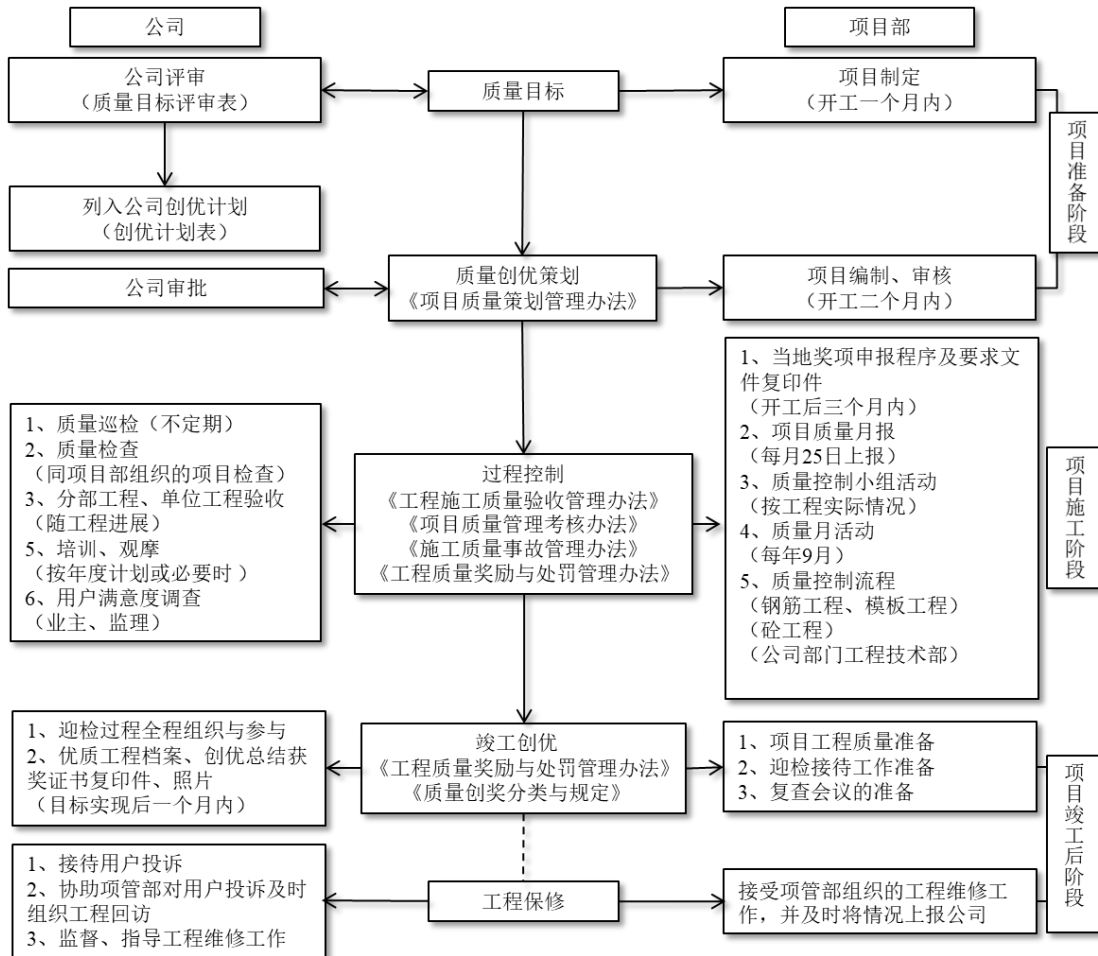 公司
项目部
公司评审
（质量目标评审表）
质量目标
项目制定
（开工一个月内）
项目准备阶段
列入公司创优计划
（创优计划表）
公司审批
质量创优策划
《项目质量策划管理办法》
项目编制、审核
（开工二个月内）
1、质量巡检（不定期）
2、质量检查
（同项目部组织的项目检查）
3、分部工程、单位工程验收
（随工程进展）
5、培训、观摩
（按年度计划或必要时 ）
6、用户满意度调查
（业主、监理）
过程控制
《工程施工质量验收管理办法》
《项目质量管理考核办法》
《施工质量事故管理办法》
《工程质量奖励与处罚管理办法》
1、当地奖项申报程序及要求文
件复印件
（开工后三个月内）
2、项目质量月报
（每月25日上报）
3、质量控制小组活动
（按工程实际情况）
4、质量月活动
（每年9月）
5、质量控制流程
（钢筋工程、模板工程）
（砼工程）
（公司部门工程技术部）
项目施工阶段
1、迎检过程全程组织与参与
2、优质工程档案、创优总结获
奖证书复印件、照片
（目标实现后一个月内）
竣工创优
《工程质量奖励与处罚管理办法》
《质量创奖分类与规定》
1、项目工程质量准备
2、迎检接待工作准备
3、复查会议的准备
项目竣工后阶段
1、接待用户投诉
2、协助项管部对用户投诉及时
组织工程回访
3、监督、指导工程维修工作
工程保修
接受项管部组织的工程维修工
作，并及时将情况上报公司